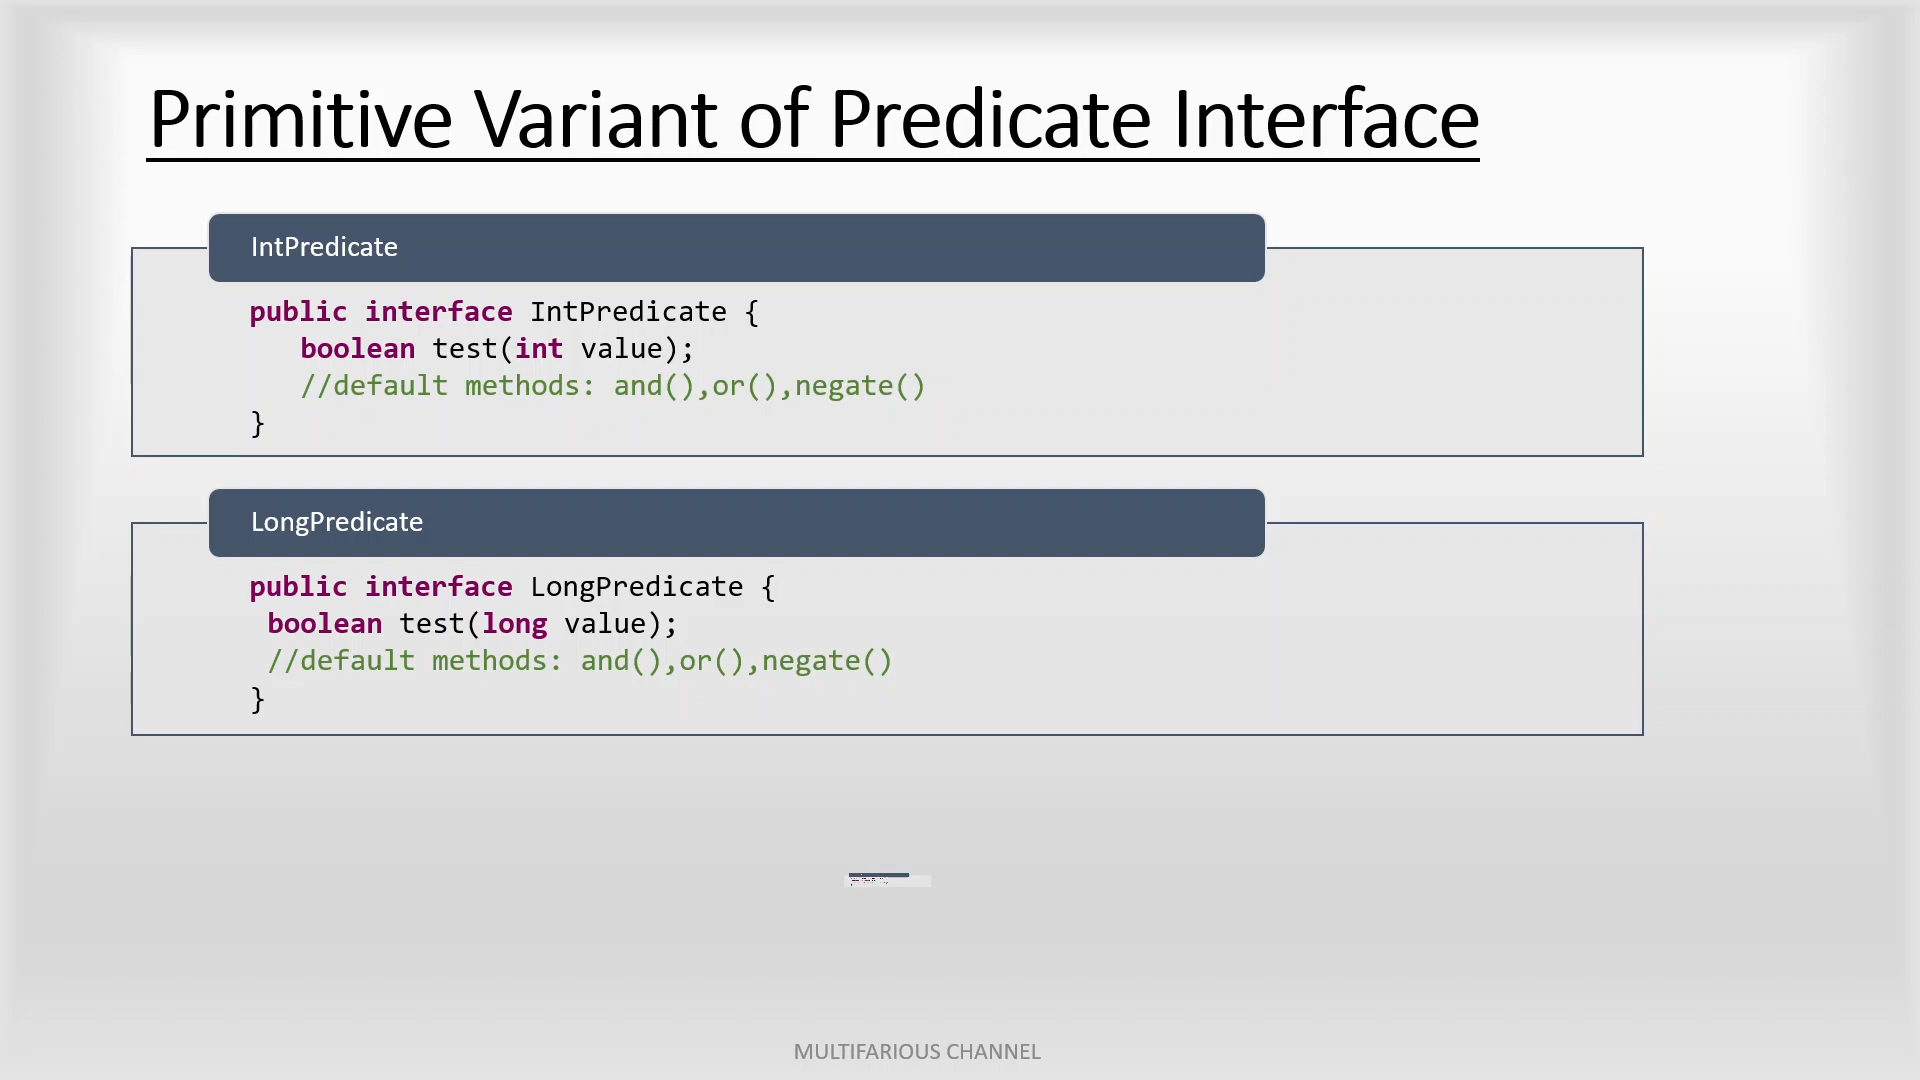 Primitive Variant of Predicate Interface
IntPredicate
public interface IntPredicate {
boolean test(int value);
//default methods: and(),or(),negate()
}
LongPredicate
public interface LongPredicate {
boolean test(long value);
//default methods: and(),or(),negate()
}
MULTIFARIOUS CHANNEL